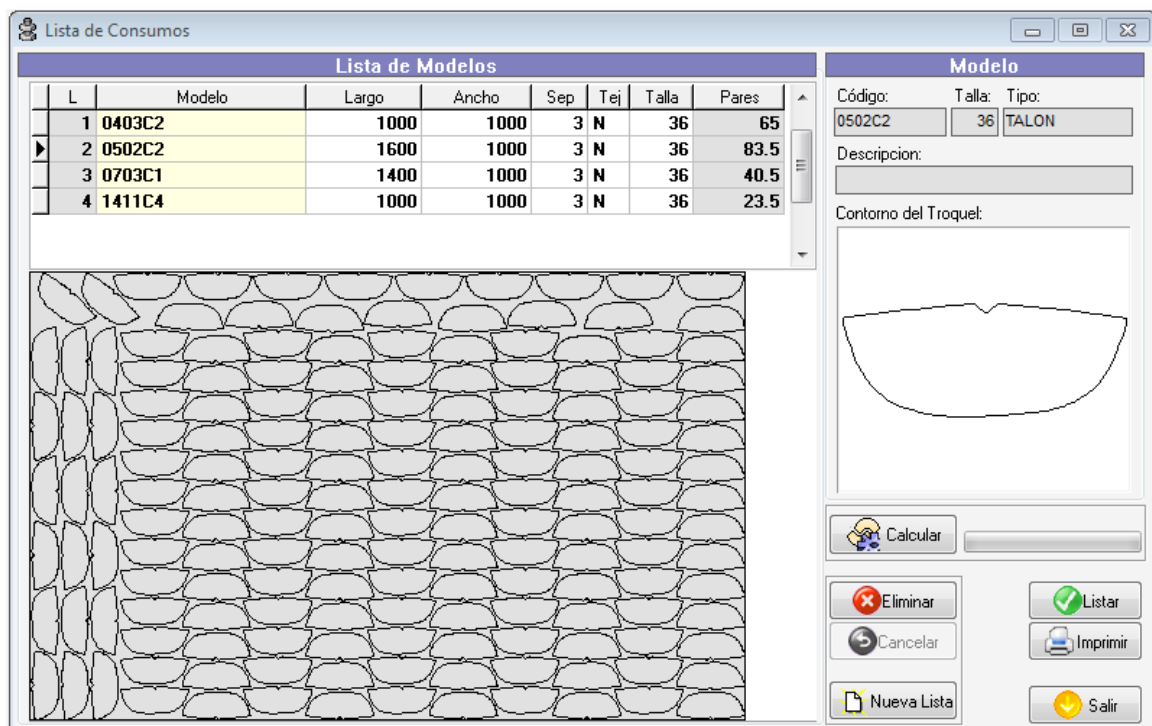 Lista de Consumos
Lista de Modelos
L Modelo Largo Ancho Sep Tej Talla Pares
1 0403C2 1000 1000 3 N 36 65
2 0502C2 1600 1000 3 N 36 83.5
3 0703C1 1400 1000 3 N 36 40.5
4 1411C4 1000 1000 3 N 36 23.5
Modelo
Código: Talla: Tipo:
0502C2 36 TALON
Descripcion:
Contorno del Troquel:
Calcular
Eliminar Listar
Cancelar Imprimir
Nueva Lista Salir